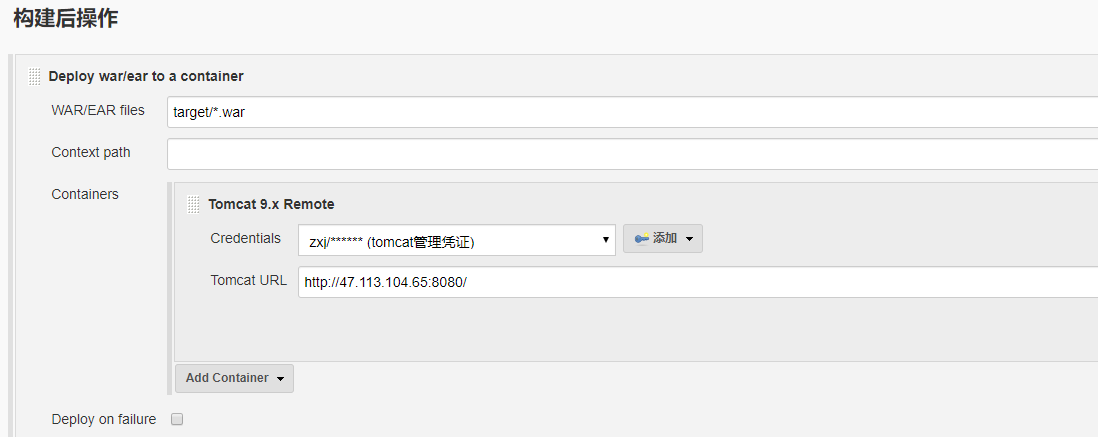 构建后操作
Deploy war/ear to a container
WAR/EAR files
target/*.war
Context path
Containers
Tomcat 9.x Remote
Credentials
zxj/****** (tomcat管理凭证)
添加
Tomcat URL
http://47.113.104.65:8080/
Add Container
Deploy on failure